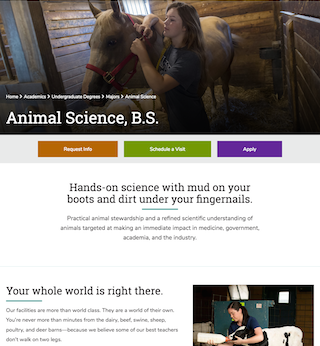 Home > Academics > Undergraduate Degrees > Majors > Animal Science
Animal Science, B.S.
Request Info
Schedule a Visit
Apply
Hands-on science with mud on your
boots and dirt under your fingernails.
Practical animal stewardship and a refined scientific understanding of
animals targeted at making an immediate impact in medicine, government,
academia, and the industry.
Your whole world is right there.
Our facilities are more than world class. They are a world of their own.
You're never more than minutes from the dairy, beef, swine, sheep,
poultry, and deer barns—because we believe some of our best teachers
don't walk on two legs.